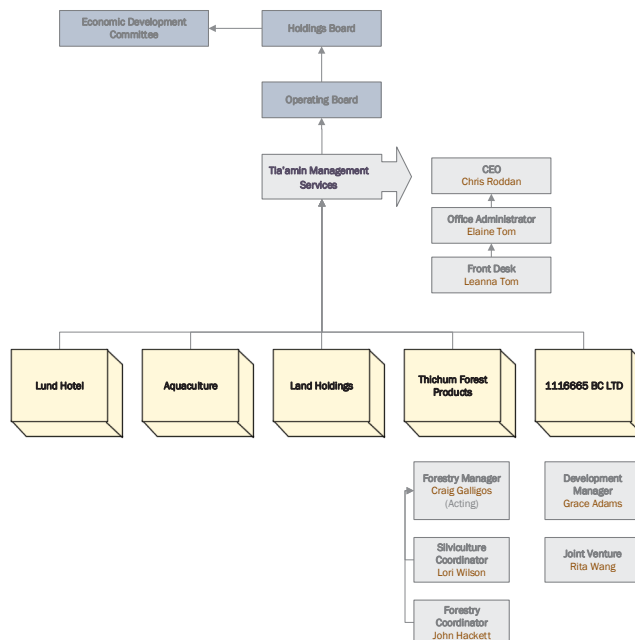 Economic Development
Committee
Holdings Board
Operating Board
Tla'amin Management
Services
CEO
Chris Roddan
Office Administrator
Elaine Tom
Front Desk
Leanna Tom
Lund Hotel
Aquaculture
Land Holdings
Thichum Forest
Products
1116665 BC LTD
Forestry Manager
Craig Galligos
(Acting)
Development
Manager
Grace Adams
Silviculture
Coordinator
Lori Wilson
Joint Venture
Rita Wang
Forestry
Coordinator
John Hackett